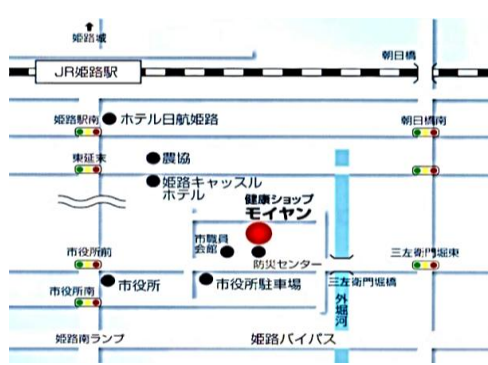 姫路城
朝日橋
JR姫路駅
姫路駅南
ホテル日航姫路
朝日橋南
東延末
農協
姫路キャッスル
ホテル
健康ショップ
モイヤン
市職員
会館
市役所前
防災センター
三左衛門堀東
市役所
市役所駐車場
三左衛門堀橋
市役所南
外堀河
姫路南ランプ
姫路バイパス